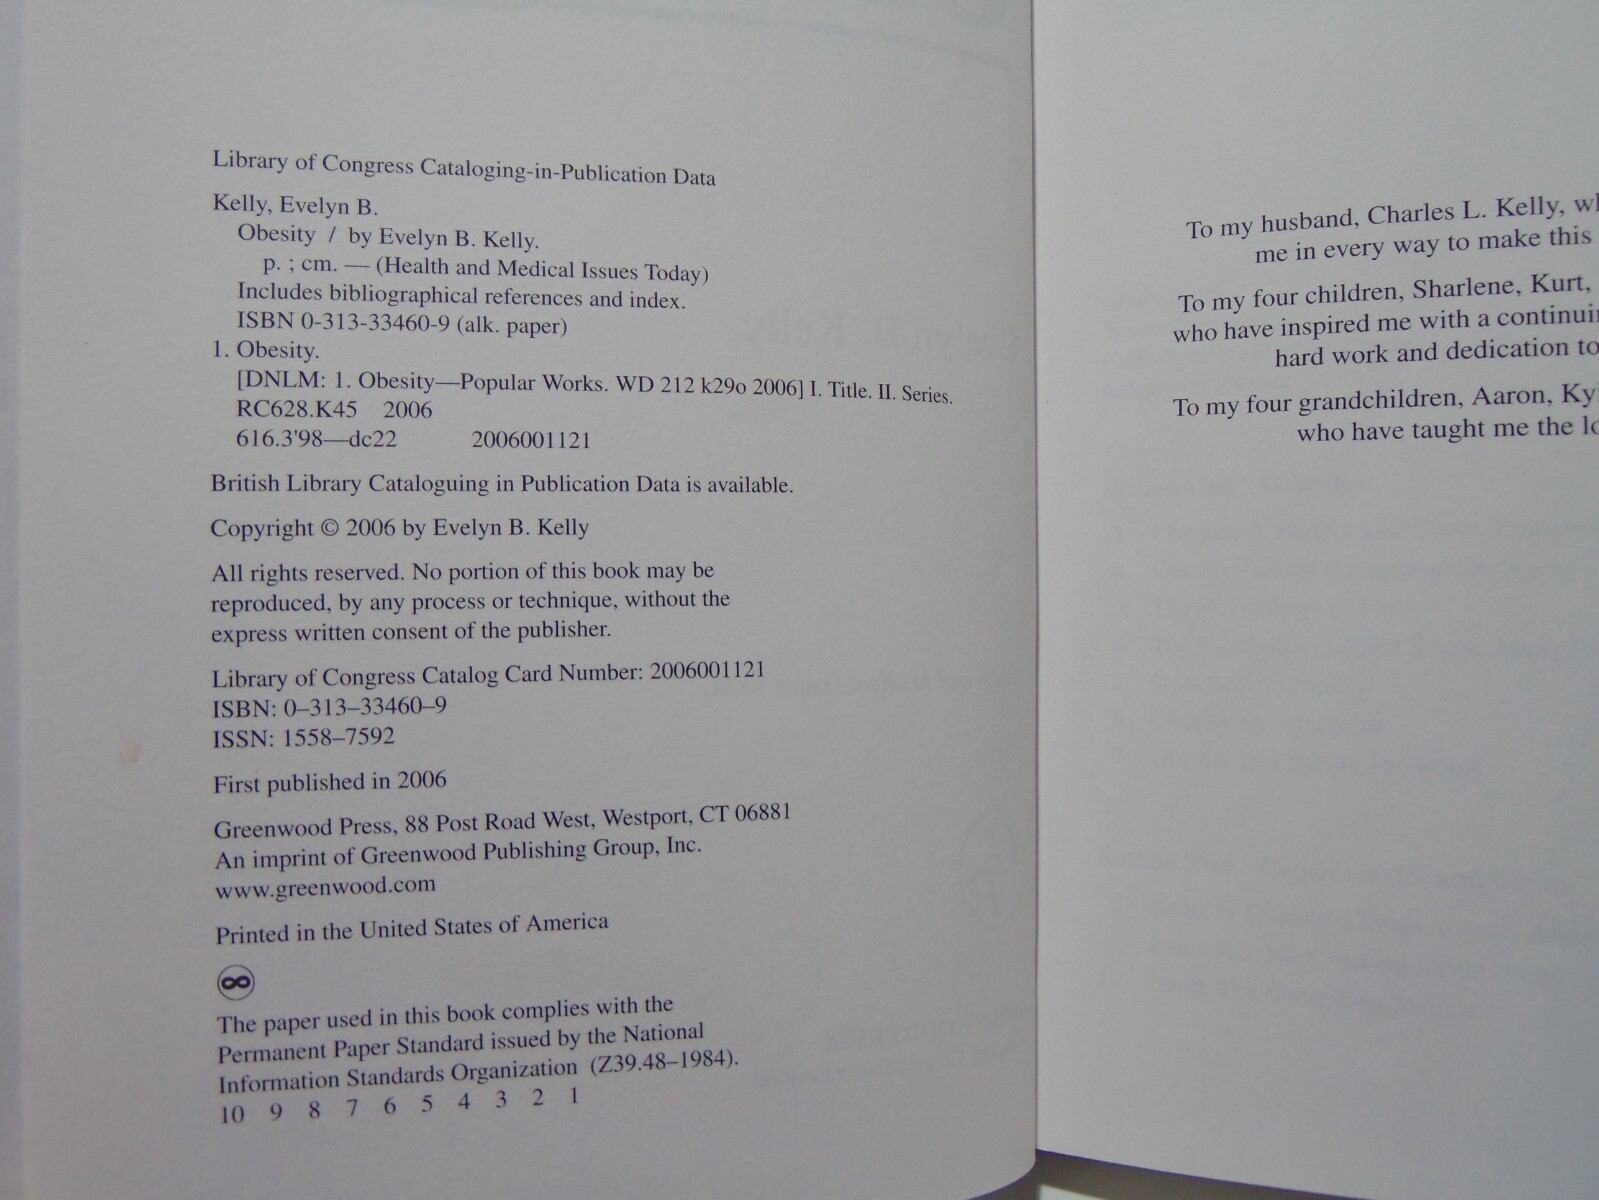 Library of Congress Cataloging-in-Publication Data
Kelly, Evelyn B.
Obesity / by Evelyn B. Kelly.
p. ; cm. — (Health and Medical Issues Today)
Includes bibliographical references and index.
ISBN 0-313-33460-9 (alk. paper)
1. Obesity.
[DNLM: 1. Obesity—Popular Works. WD 212 k29o 2006] I. Title. II. Series.
RC628.K45 2006
616.3'98—dc22 2006001121
British Library Cataloguing in Publication Data is available.
Copyright © 2006 by Evelyn B. Kelly
All rights reserved. No portion of this book may be
reproduced, by any process or technique, without the
express written consent of the publisher.
Library of Congress Catalog Card Number: 2006001121
ISBN: 0–313–33460–9
ISSN: 1558–7592
First published in 2006
Greenwood Press, 88 Post Road West, Westport, CT 06881
An imprint of Greenwood Publishing Group, Inc.
www.greenwood.com
Printed in the United States of America
The paper used in this book complies with the
Permanent Paper Standard issued by the National
Information Standards Organization (Z39.48–1984).
10 9 8 7 6 5 4 3 2 1
To my husband, Charles L. Kelly,
me in every way to make this
To my four children, Sharlene, Kurt,
who have inspired me with a
hard work and dedication to
To my four grandchildren, Aaron,
who have taught me the